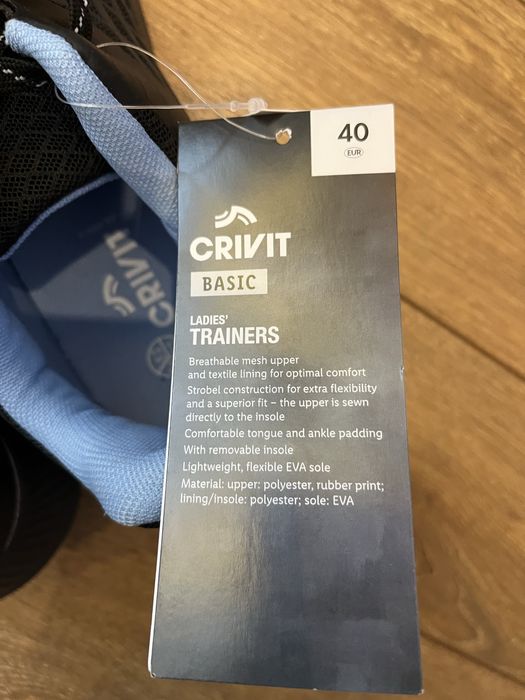 40
EUR
CRIVIT
BASIC
LADIES'
TRAINERS
Breathable mesh upper
and textile lining for optimal comfort
Strobel construction for extra flexibility
and a superior fit – the upper is sewn
directly to the insole
Comfortable tongue and ankle padding
With removable insole
Lightweight, flexible EVA sole
Material: upper: polyester, rubber print;
lining/insole: polyester; sole: EVA
CRIVIT